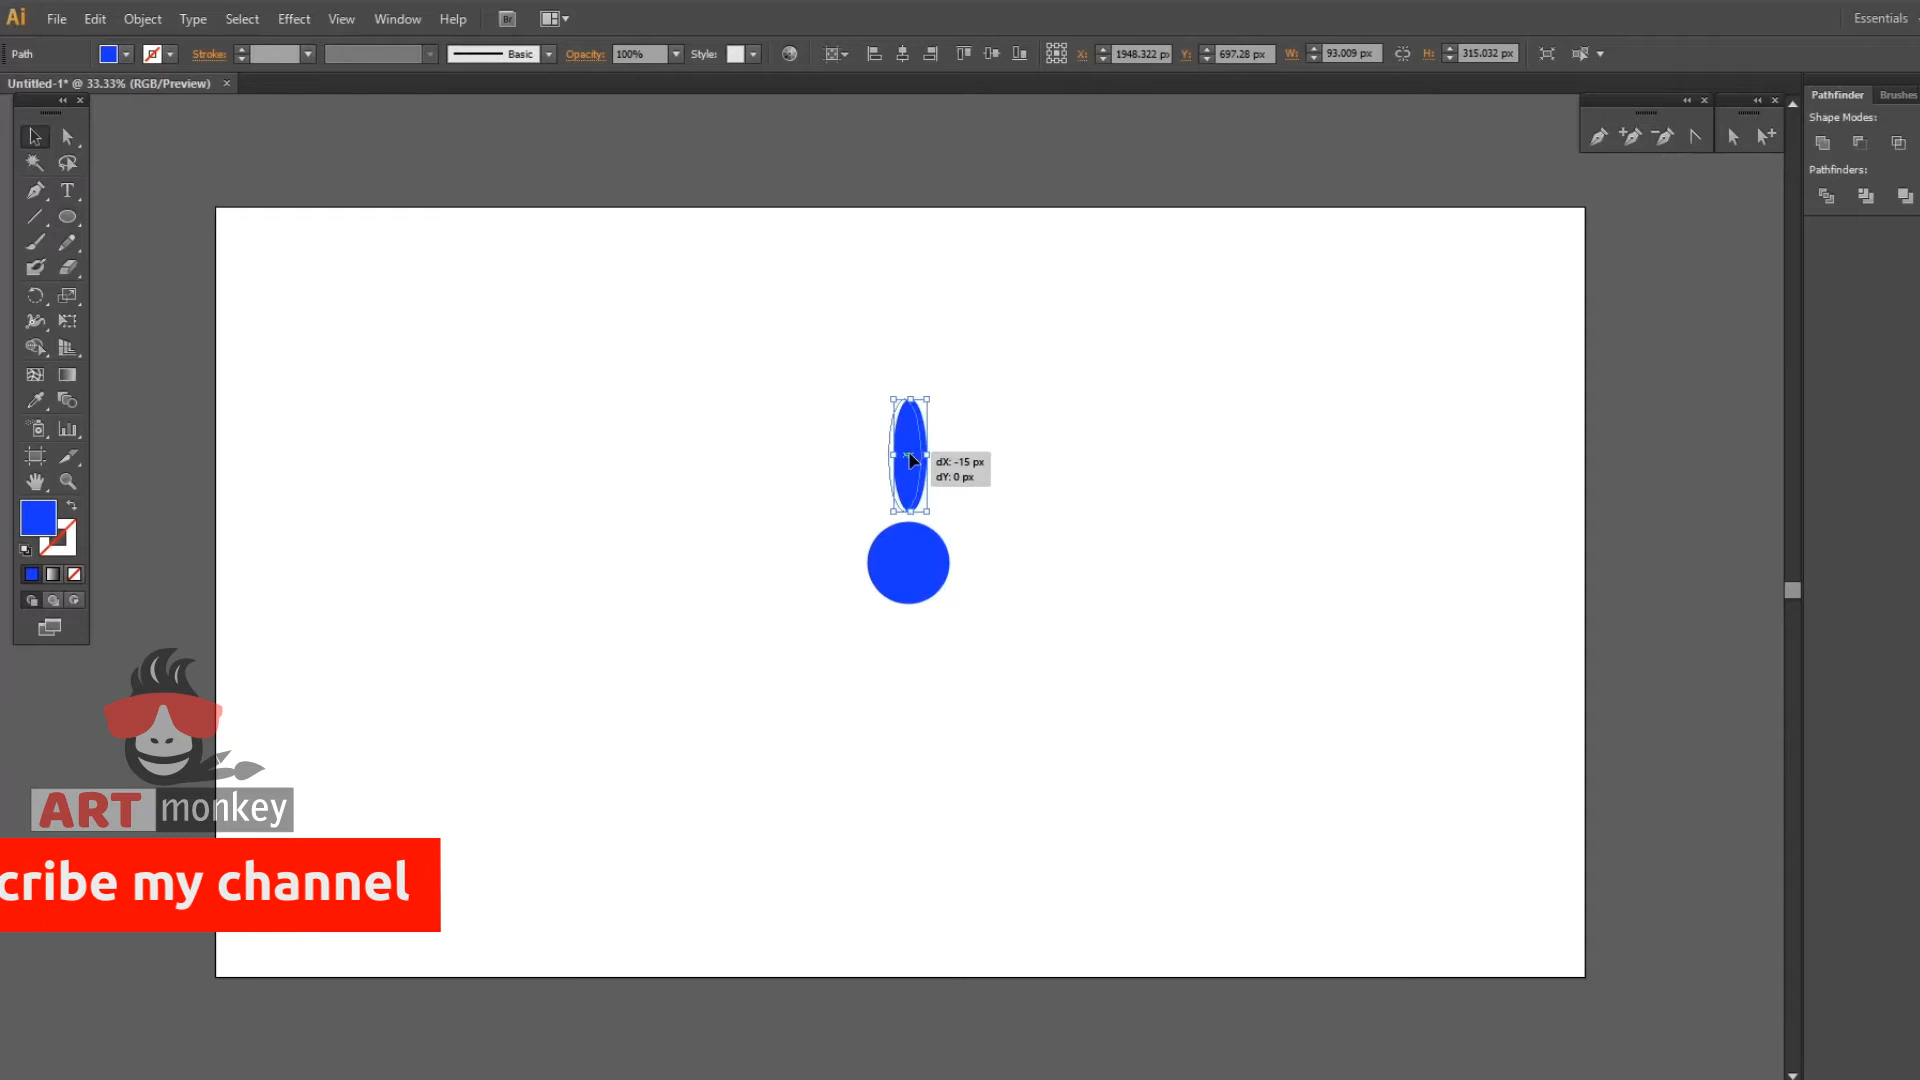 Ai File Edit Object Type Select Effect View Window Help Br Essentials
Path Stroke: Basic Opacity: 100% Style: X: 1948.322 px Y: 697.28 px W: 93.009 px H: 315.032 px
Untitled-1* @ 33.33% (RGB/Preview)
Pathfinder Brushes
Shape Modes:
Pathfinders:
T
dX: -15 px
dY: 0 px
ART monkey
cribe my channel